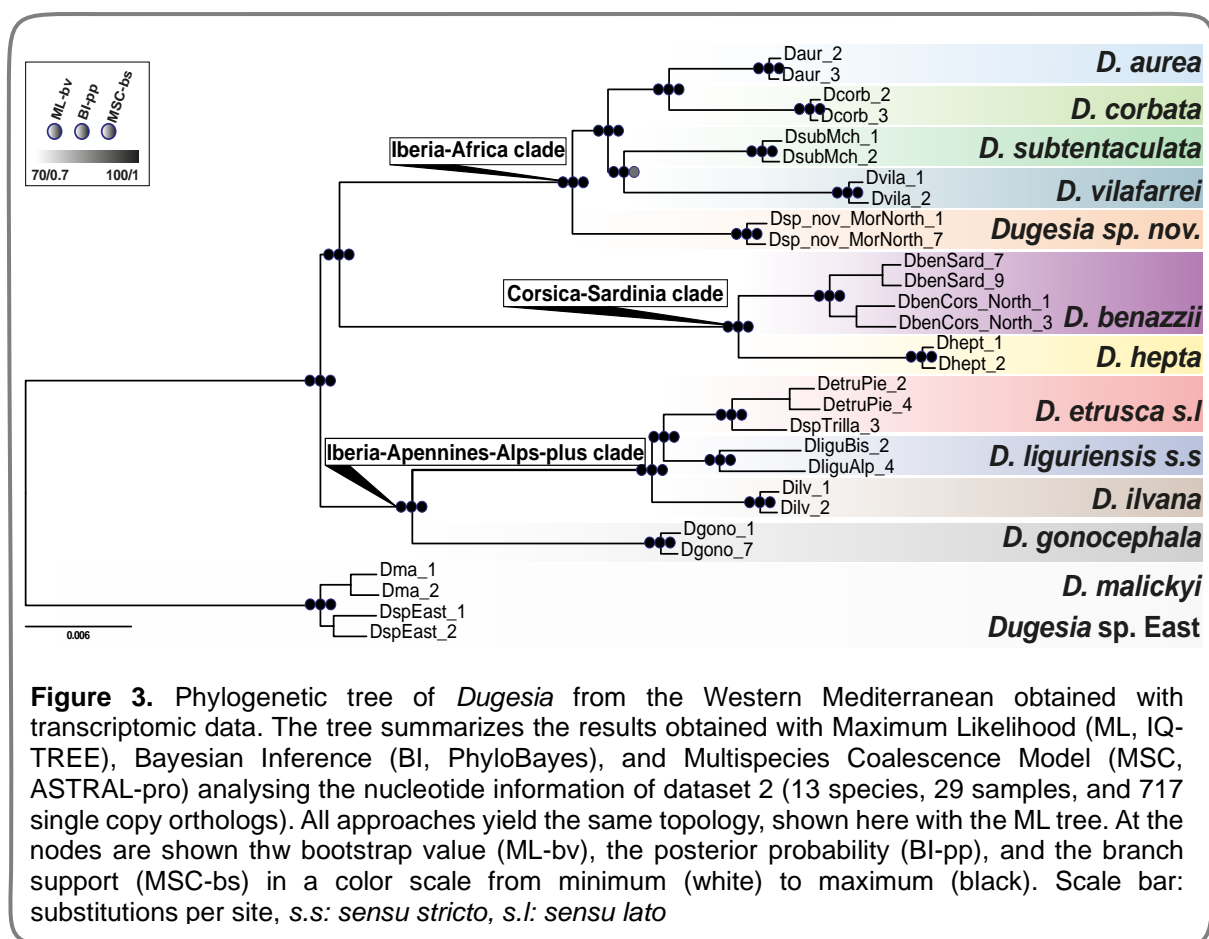 ML-bv
BI-pp
MSC-bs
70/0.7 100/1
Daur_2
Daur_3
D. aurea
Dcorb_2
Dcorb_3
D. corbata
Iberia-Africa clade
DsubMch_1
DsubMch_2
D. subtentaculata
Dvila_1
Dvila_2
D. vilafarrei
Dsp_nov_MorNorth_1
Dsp_nov_MorNorth_7
Dugesia sp. nov.
Corsica-Sardinia clade
DbenSard_7
DbenSard_9
DbenCors_North_1
DbenCors_North_3
D. benazzii
Dhept_1
Dhept_2
D. hepta
DetruPie_2
DetruPie_4
DspTrilla_3
D. etrusca s.l
Iberia-Apennines-Alps-plus clade
DliguBis_2
DliguAlp_4
D. liguriensis s.s
Dilv_1
Dilv_2
D. ilvana
Dgono_1
Dgono_7
D. gonocephala
Dma_1
Dma_2
D. malickyi
DspEast_1
DspEast_2
Dugesia sp. East
0.006
Figure 3. Phylogenetic tree of Dugesia from the Western Mediterranean obtained with
transcriptomic data. The tree summarizes the results obtained with Maximum Likelihood (ML, IQ-
TREE), Bayesian Inference (BI, PhyloBayes), and Multispecies Coalescence Model (MSC,
ASTRAL-pro) analysing the nucleotide information of dataset 2 (13 species, 29 samples, and 717
single copy orthologs). All approaches yield the same topology, shown here with the ML tree. At the
nodes are shown thw bootstrap value (ML-bv), the posterior probability (BI-pp), and the branch
support (MSC-bs) in a color scale from minimum (white) to maximum (black). Scale bar:
substitutions per site, s.s: sensu stricto, s.l: sensu lato